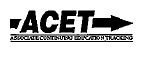 ACET
ASSOCIATE CONTINUING EDUCATION TRACKING